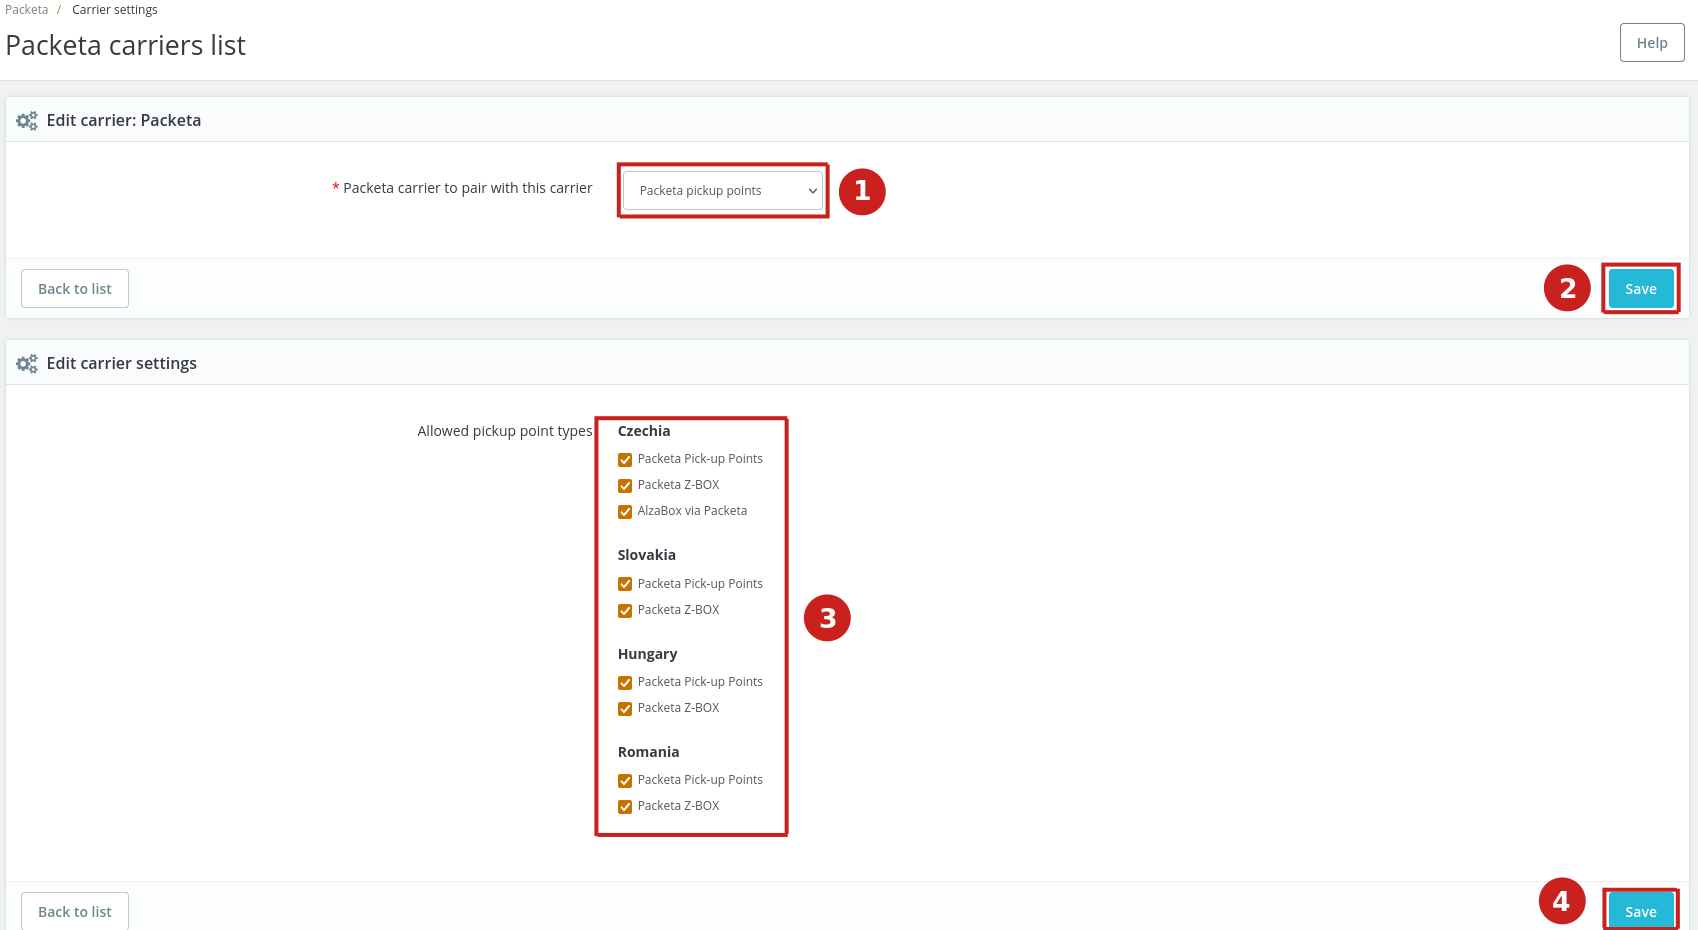 Packeta / Carrier settings
Packeta carriers list
Help
Edit carrier: Packeta
* Packeta carrier to pair with this carrier
Packeta pickup points
1
Back to list
2
Save
Edit carrier settings
Allowed pickup point types
Czechia
Packeta Pick-up Points
Packeta Z-BOX
AlzaBox via Packeta
Slovakia
Packeta Pick-up Points
Packeta Z-BOX
3
Hungary
Packeta Pick-up Points
Packeta Z-BOX
Romania
Packeta Pick-up Points
Packeta Z-BOX
Back to list
4
Save